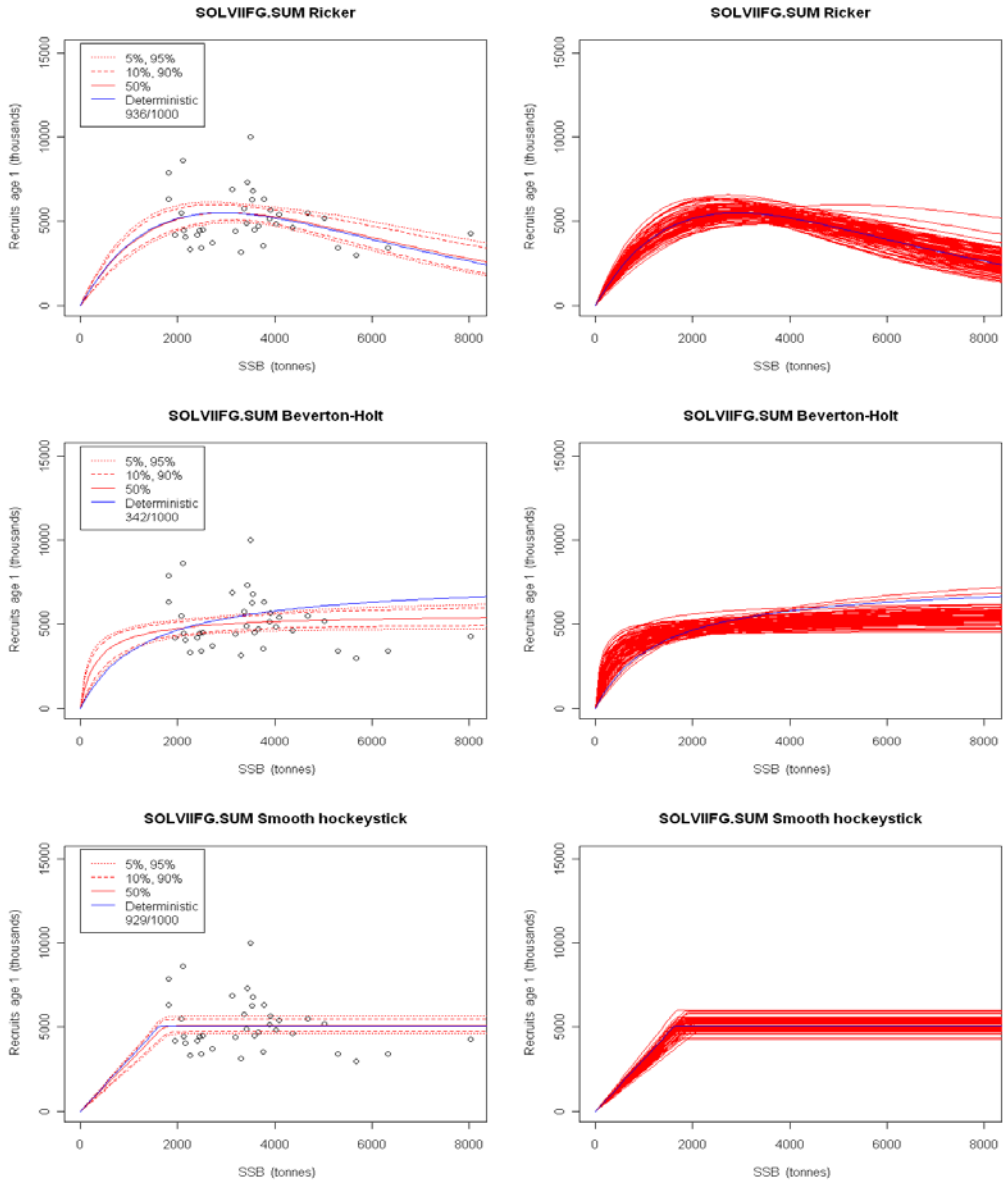 SOLVIIFG.SUM Ricker
5%, 95%
10%, 90%
50%
Deterministic
936/1000
15000
10000
5000
0
Recruits age 1 (thousands)
0 2000 4000 6000 8000
SSB (tonnes)
SOLVIIFG.SUM Ricker
15000
10000
5000
0
Recruits age 1 (thousands)
0 2000 4000 6000 8000
SSB (tonnes)
SOLVIIFG.SUM Beverton-Holt
5%, 95%
10%, 90%
50%
Deterministic
342/1000
15000
10000
5000
0
Recruits age 1 (thousands)
0 2000 4000 6000 8000
SSB (tonnes)
SOLVIIFG.SUM Beverton-Holt
15000
10000
5000
0
Recruits age 1 (thousands)
0 2000 4000 6000 8000
SSB (tonnes)
SOLVIIFG.SUM Smooth hockeystick
5%, 95%
10%, 90%
50%
Deterministic
929/1000
15000
10000
5000
0
Recruits age 1 (thousands)
0 2000 4000 6000 8000
SSB (tonnes)
SOLVIIFG.SUM Smooth hockeystick
15000
10000
5000
0
Recruits age 1 (thousands)
0 2000 4000 6000 8000
SSB (tonnes)